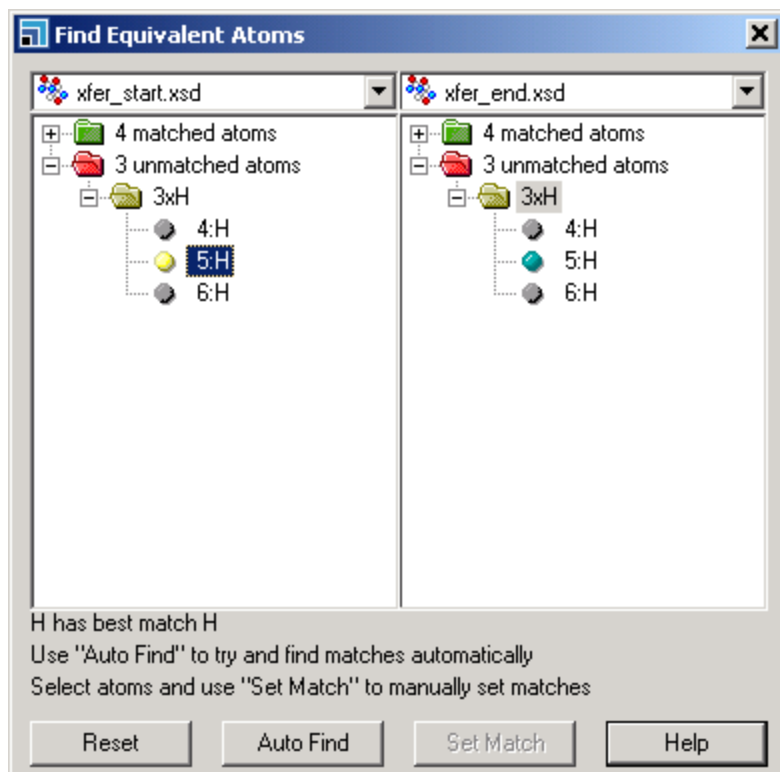 Find Equivalent Atoms
xfer_start.xsd xfer_end.xsd
4 matched atoms 4 matched atoms
3 unmatched atoms 3 unmatched atoms
3xH 3xH
4:H 4:H
5:H 5:H
6:H 6:H
H has best match H
Use "Auto Find" to try and find matches automatically
Select atoms and use "Set Match" to manually set matches
Reset Auto Find Set Match Help